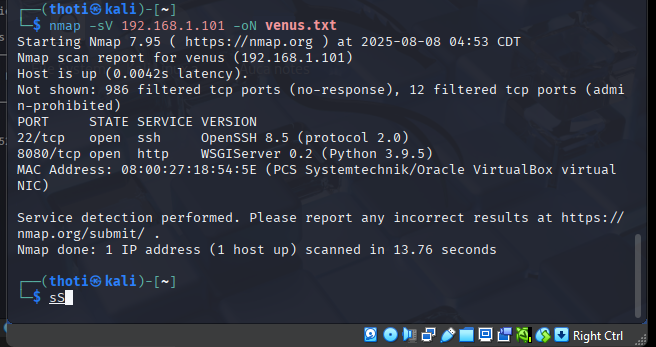 (thoti㉿kali)-[~]
$ nmap -sV 192.168.1.101 -oN venus.txt
Starting Nmap 7.95 ( https://nmap.org ) at 2025-08-08 04:53 CDT
Nmap scan report for venus (192.168.1.101)
Host is up (0.0042s latency).
Not shown: 986 filtered tcp ports (no-response), 12 filtered tcp ports (admi
n-prohibited)
PORT     STATE SERVICE VERSION
22/tcp   open  ssh     OpenSSH 8.5 (protocol 2.0)
8080/tcp open  http    WSGIServer 0.2 (Python 3.9.5)
MAC Address: 08:00:27:18:54:5E (PCS Systemtechnik/Oracle VirtualBox virtual
NIC)
Service detection performed. Please report any incorrect results at https://
nmap.org/submit/ .
Nmap done: 1 IP address (1 host up) scanned in 13.76 seconds
(thoti㉿kali)-[~]
$ sS
Right Ctrl